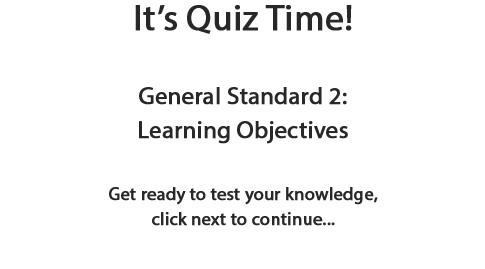 It’s Quiz Time!
General Standard 2:
Learning Objectives
Get ready to test your knowledge,
click next to continue...